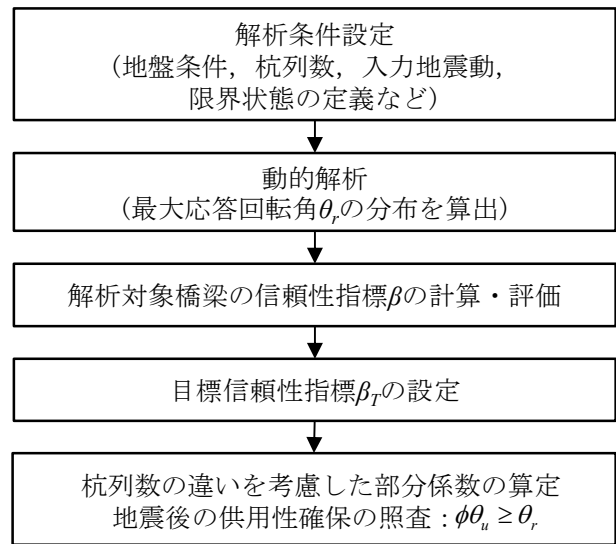 解析条件設定
(地盤条件，杭列数，入力地震動，
限界状態の定義など)
動的解析
(最大応答回転角θrの分布を算出)
解析対象橋梁の信頼性指標βの計算・評価
目標信頼性指標βTの設定
杭列数の違いを考慮した部分係数の算定
地震後の供用性確保の照査：ϕθu ≥ θr